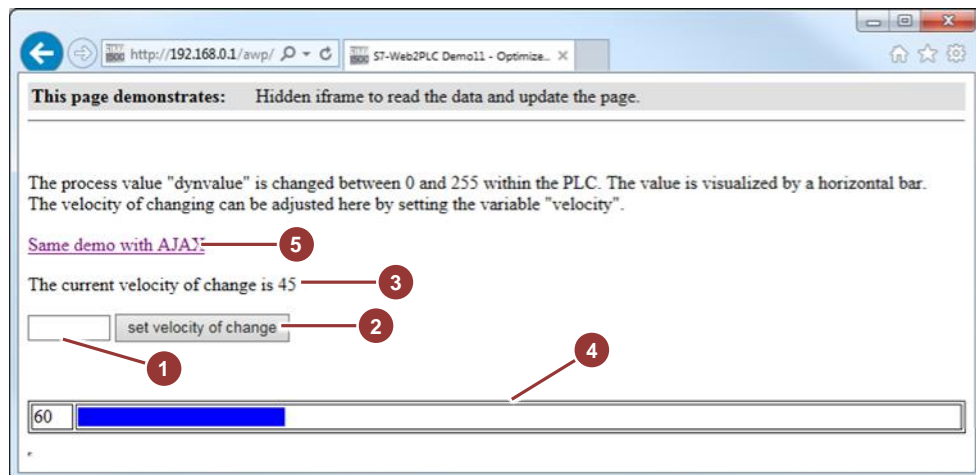 http://192.168.0.1/awp/ S7-Web2PLC Demo11 - Optimize...
This page demonstrates: Hidden iframe to read the data and update the page.
The process value "dynvalue" is changed between 0 and 255 within the PLC. The value is visualized by a horizontal bar.
The velocity of changing can be adjusted here by setting the variable "velocity".
Same demo with AJAX 5
The current velocity of change is 45 3
set velocity of change 2
1
4
60